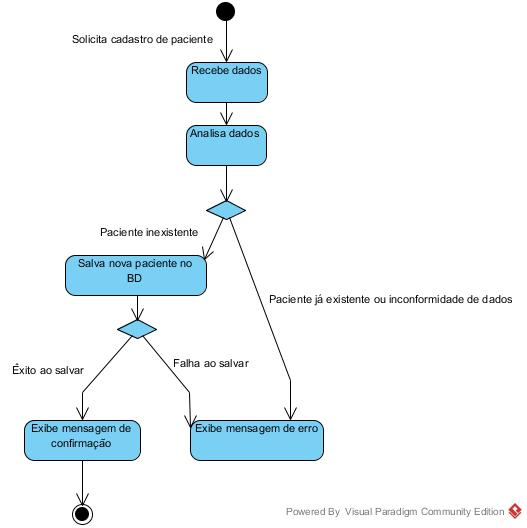 Solicita cadastro de paciente
Recebe dados
Analisa dados
Paciente inexistente
Salva nova paciente no
BD
Paciente já existente ou inconformidade de dados
Êxito ao salvar
Falha ao salvar
Exibe mensagem de
confirmação
Exibe mensagem de erro
Powered By Visual Paradigm Community Edition